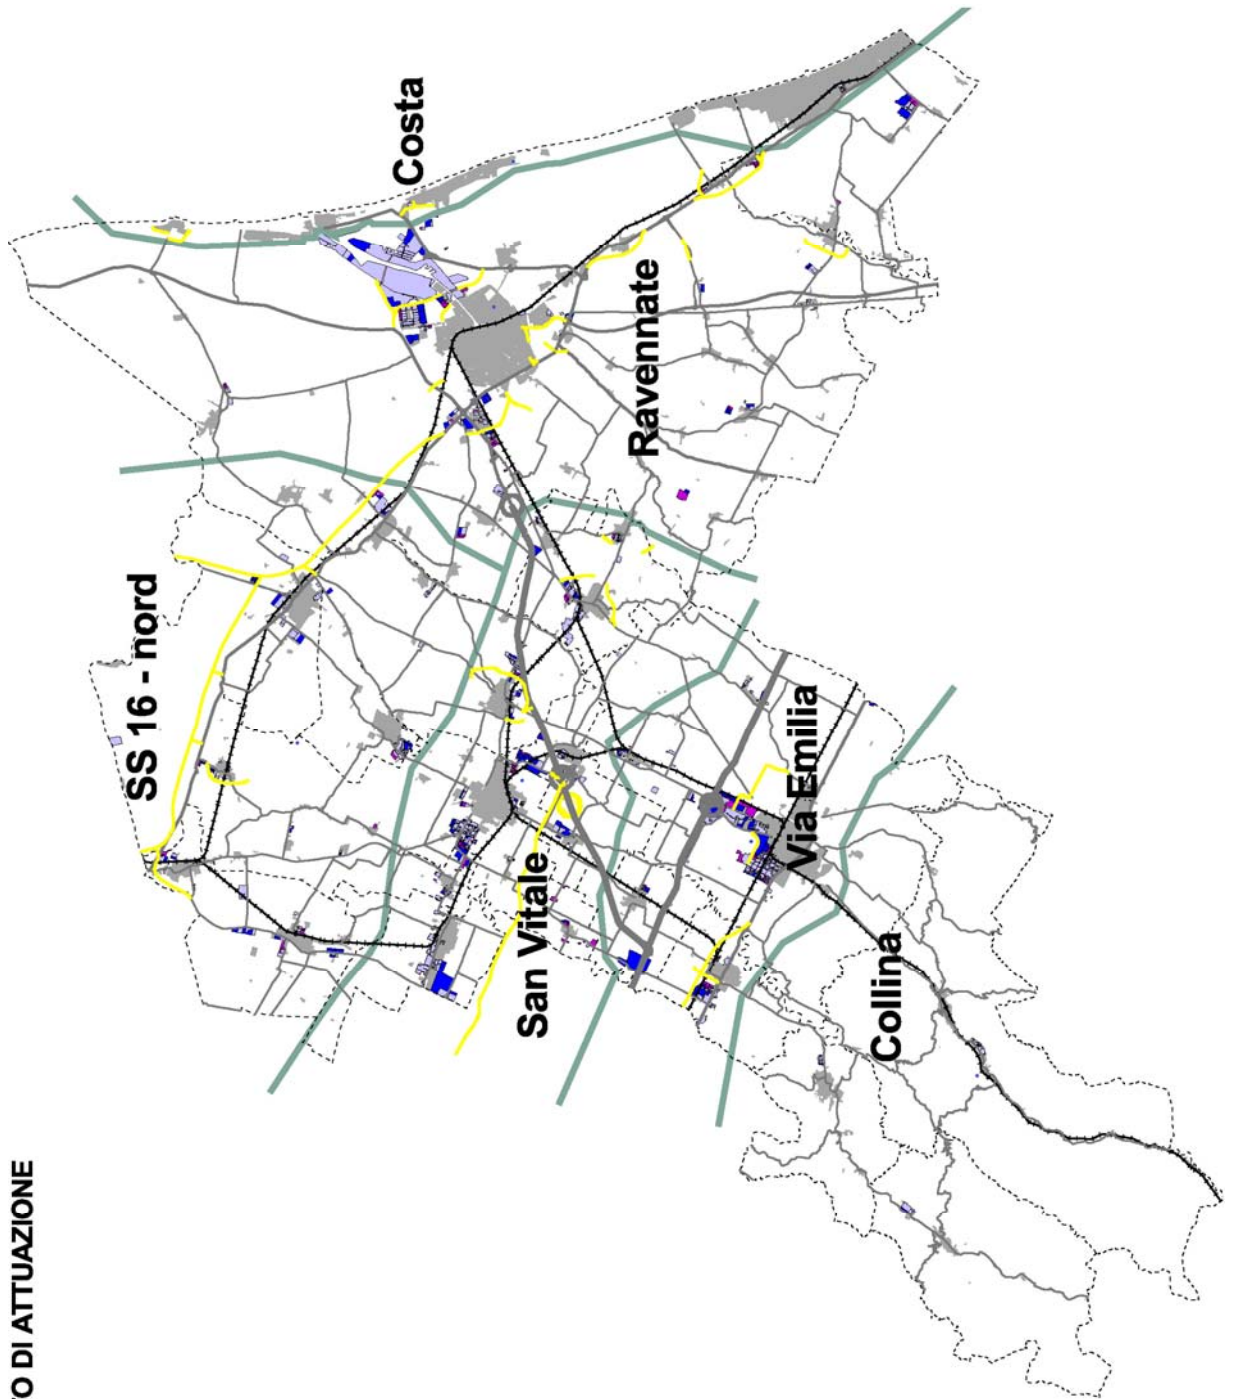 O DI ATTUAZIONE
SS 16 - nord
Costa
San Vitale
Ravennate
Via Emilia
Collina